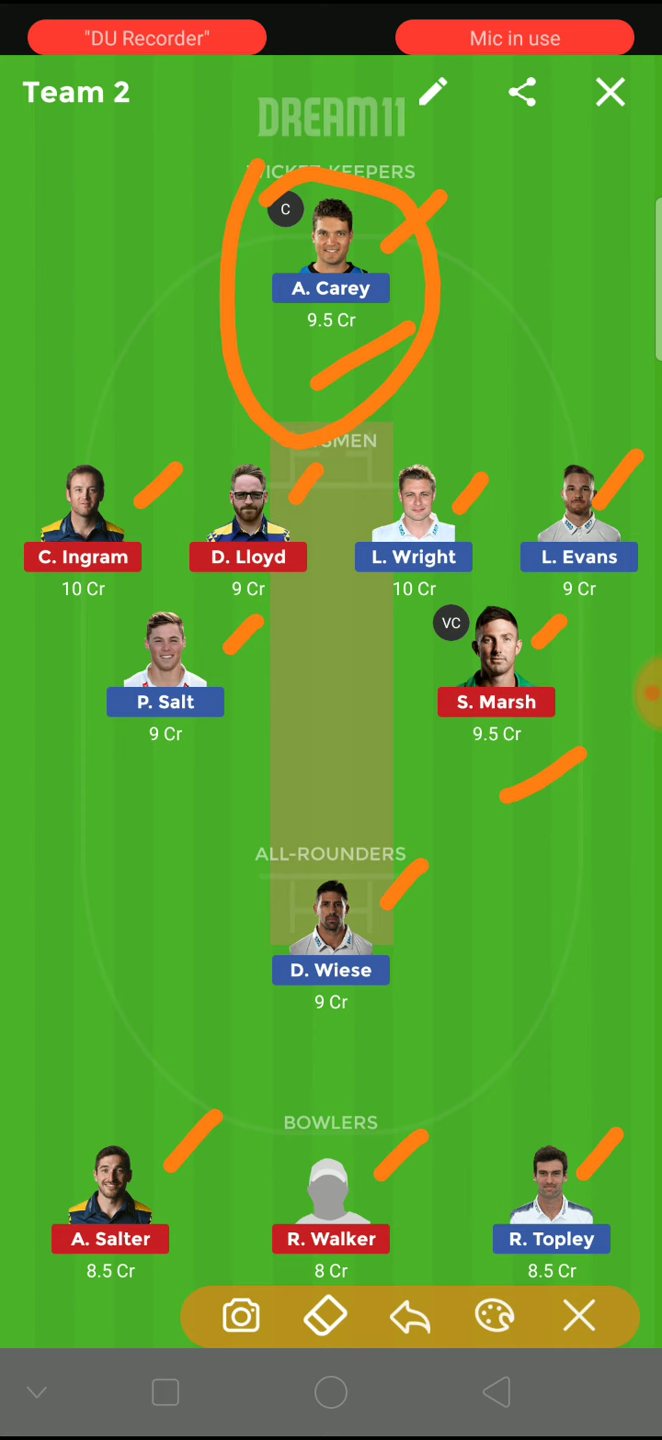 "DU Recorder" Mic in use
Team 2
DREAM11
WICKET-KEEPERS
C
A. Carey
9.5 Cr
SMEN
C. Ingram D. Lloyd L. Wright L. Evans
10 Cr 9 Cr 10 Cr 9 Cr
VC
P. Salt S. Marsh
9 Cr 9.5 Cr
ALL-ROUNDERS
D. Wiese
9 Cr
BOWLERS
A. Salter R. Walker R. Topley
8.5 Cr 8 Cr 8.5 Cr